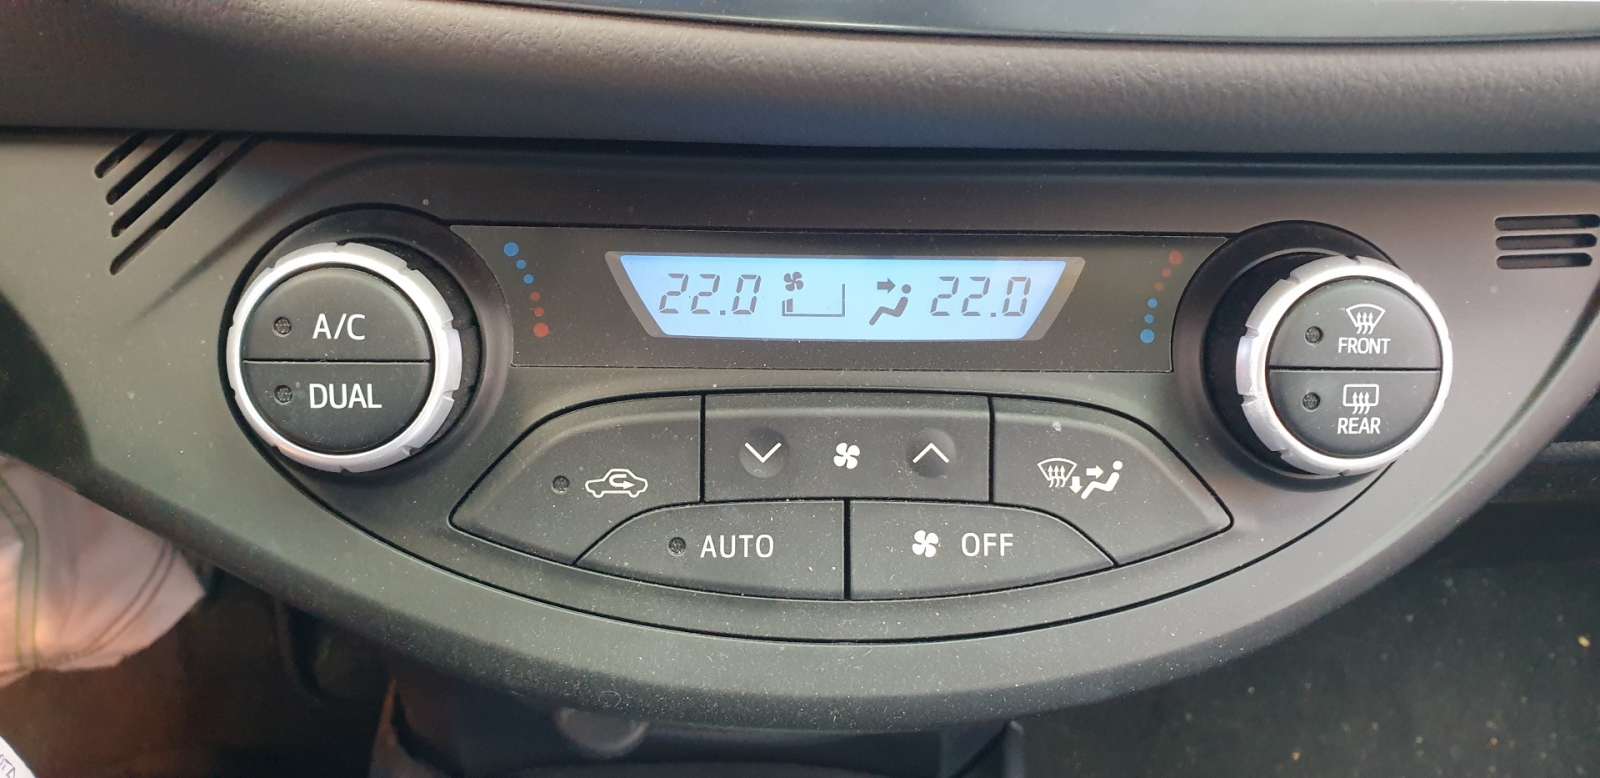 22.0 22.0
A/C
DUAL
FRONT
REAR
AUTO
OFF